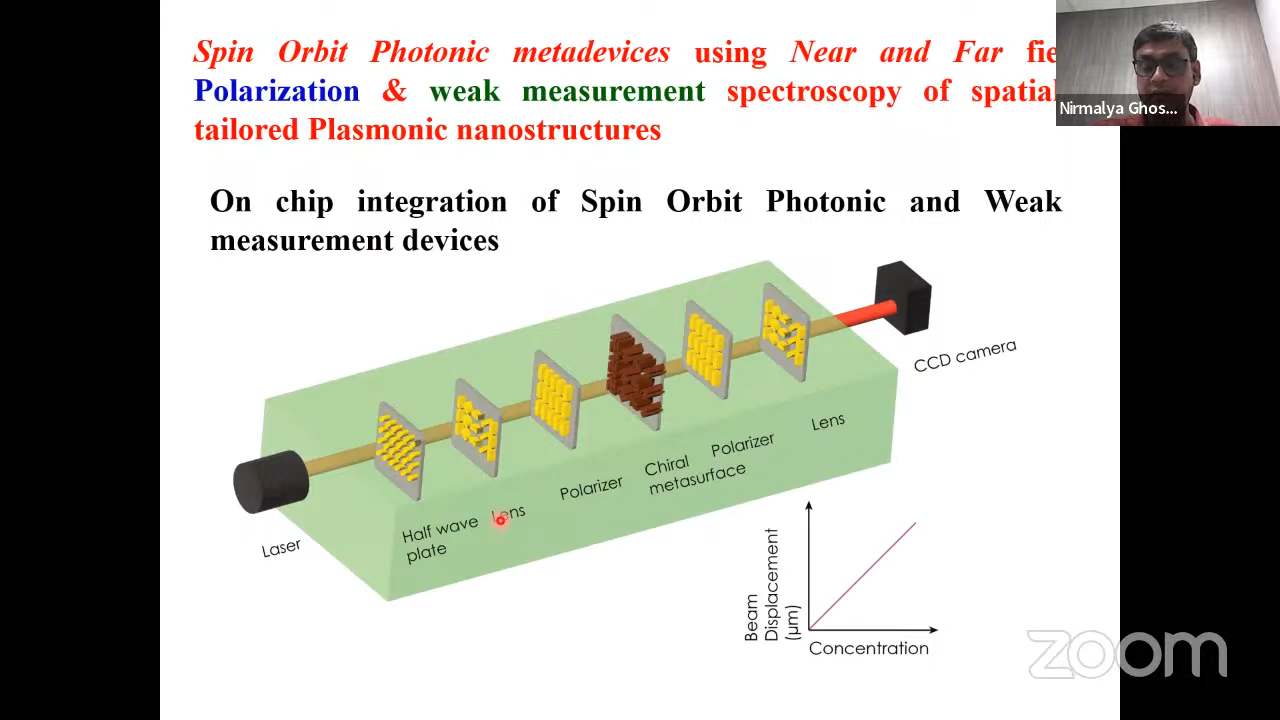 Spin Orbit Photonic metadevices using Near and Far fie
Polarization & weak measurement spectroscopy of spatial
tailored Plasmonic nanostructures
Nirmalya Ghos...
On chip integration of Spin Orbit Photonic and Weak
measurement devices
CCD camera
Lens
Polarizer
Chiral
metasurface
Polarizer
Lens
Half wave
plate
Laser
Beam
Displacement
(μm)
Concentration
zoom